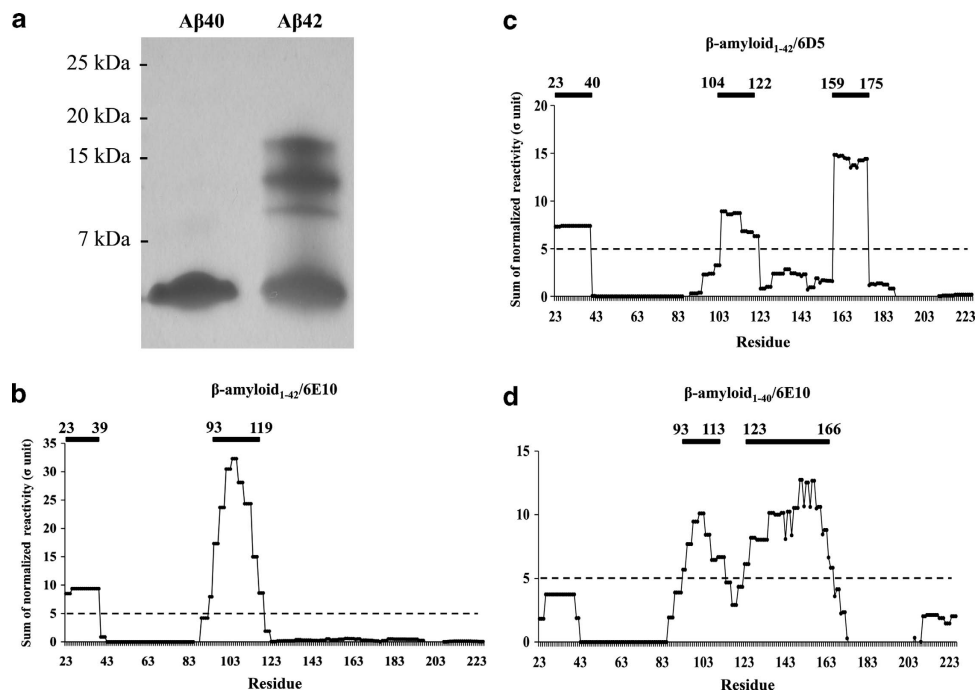 a
Aβ40 Aβ42
25 kDa
20 kDa
15 kDa
7 kDa
b
β-amyloid1-42/6E10
23 39 93 119
Sum of normalized reactivity (σ unit)
35
30
25
20
15
10
5
0
23 43 63 83 103 123 143 163 183 203 223
Residue
c
β-amyloid1-42/6D5
23 40 104 122 159 175
Sum of normalized reactivity (σ unit)
20
15
10
5
0
23 43 63 83 103 123 143 163 183 203 223
Residue
d
β-amyloid1-40/6E10
93 113 123 166
15
10
5
0
23 43 63 83 103 123 143 163 183 203 223
Residue